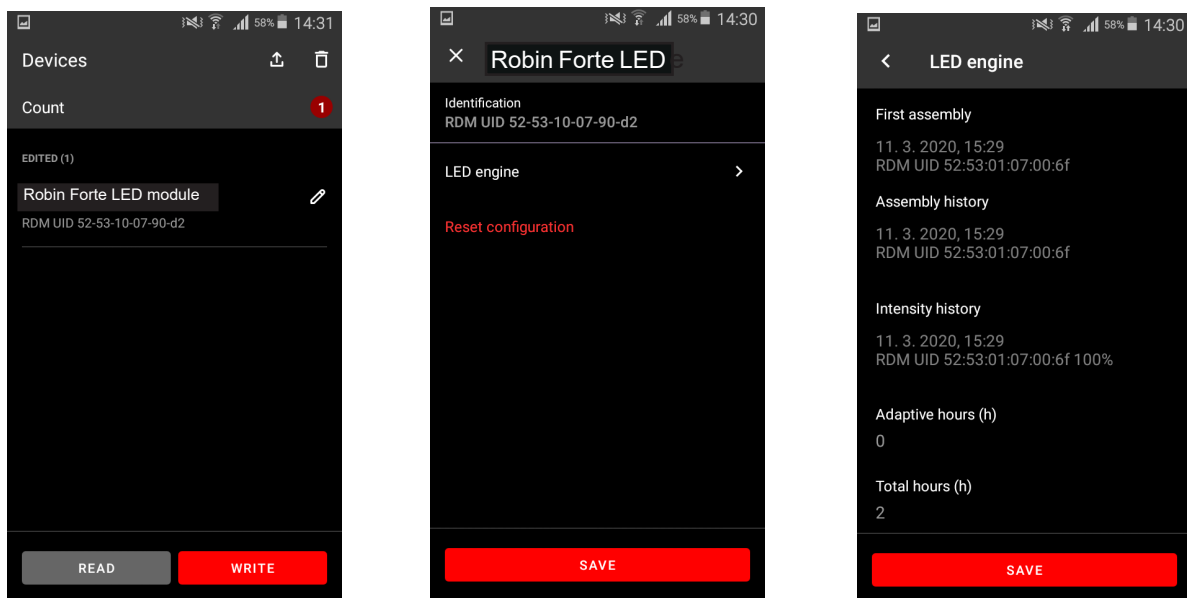 58% 14:31
Devices
Count 1
EDITED (1)
Robin Forte LED module
RDM UID 52-53-10-07-90-d2
READ WRITE
58% 14:30
Robin Forte LED e
Identification
RDM UID 52-53-10-07-90-d2
LED engine
Reset configuration
SAVE
58% 14:30
LED engine
First assembly
11. 3. 2020, 15:29
RDM UID 52:53:01:07:00:6f
Assembly history
11. 3. 2020, 15:29
RDM UID 52:53:01:07:00:6f
Intensity history
11. 3. 2020, 15:29
RDM UID 52:53:01:07:00:6f 100%
Adaptive hours (h)
0
Total hours (h)
2
SAVE